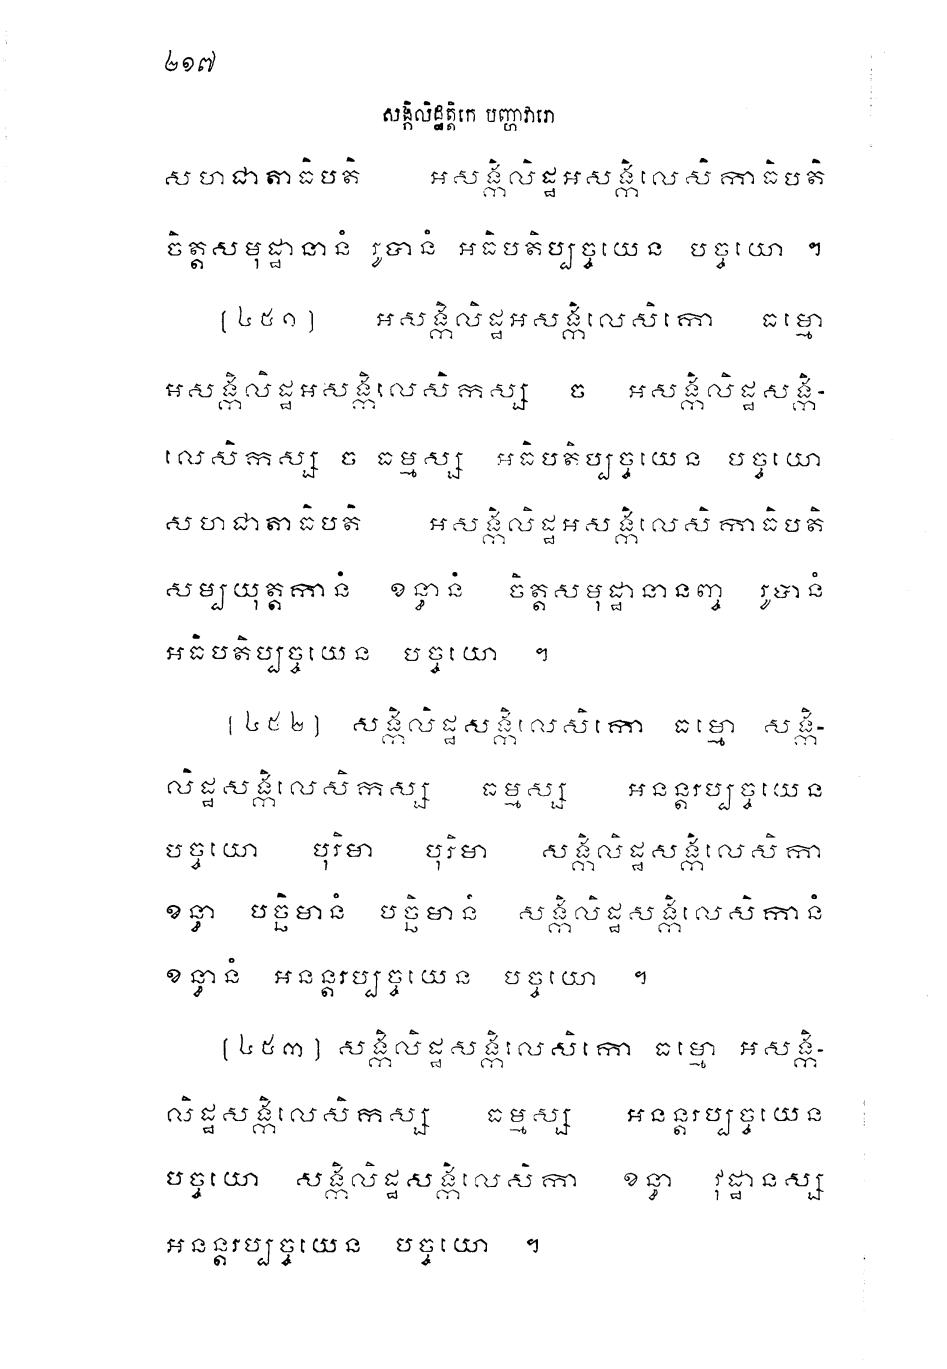 ២១៧
សង្កិលិដ្ឋត្តិកេ បញ្ហាវារោ
សហជាតាធិបតិ អសង្កិលិដ្ឋអសង្កិលេសិកាធិបតិ
ចិត្តសមុដ្ឋានានំ រូបានំ អធិបតិប្បច្ចយេន បច្ចយោ ។
[៤៥១] អសង្កិលិដ្ឋអសង្កិលេសិកោ ធម្មោ
អសង្កិលិដ្ឋអសង្កិលេសិកស្ស ច អសង្កិលិដ្ឋសង្កិ-
លេសិកស្ស ច ធម្មស្ស អធិបតិប្បច្ចយេន បច្ចយោ
សហជាតាធិបតិ អសង្កិលិដ្ឋអសង្កិលេសិកាធិបតិ
សម្បយុត្តកានំ ខន្ធានំ ចិត្តសមុដ្ឋានានញ្ច រូបានំ
អធិបតិប្បច្ចយេន បច្ចយោ ។
[៤៥២] សង្កិលិដ្ឋសង្កិលេសិកោ ធម្មោ សង្កិ-
លិដ្ឋសង្កិលេសិកស្ស ធម្មស្ស អនន្តរប្បច្ចយេន
បច្ចយោ បុរិមា បុរិមា សង្កិលិដ្ឋសង្កិលេសិកា
ខន្ធា បច្ឆិមានំ បច្ឆិមានំ សង្កិលិដ្ឋសង្កិលេសិកានំ
ខន្ធានំ អនន្តរប្បច្ចយេន បច្ចយោ ។
[៤៥៣] សង្កិលិដ្ឋសង្កិលេសិកោ ធម្មោ អសង្កិ-
លិដ្ឋសង្កិលេសិកស្ស ធម្មស្ស អនន្តរប្បច្ចយេន
បច្ចយោ សង្កិលិដ្ឋសង្កិលេសិកា ខន្ធា វុដ្ឋានស្ស
អនន្តរប្បច្ចយេន បច្ចយោ ។